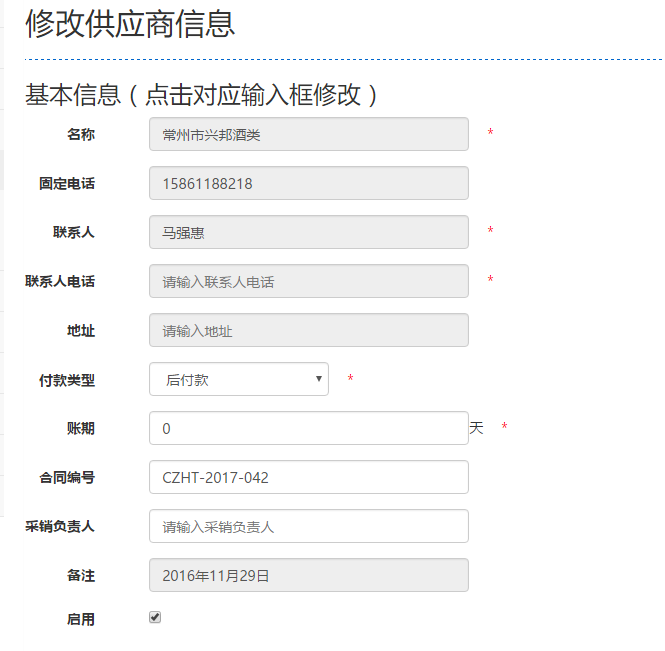 修改供应商信息
基本信息（点击对应输入框修改）
名称 常州市兴邦酒类 *
固定电话 15861188218
联系人 马强惠 *
联系人电话 请输入联系人电话 *
地址 请输入地址
付款类型 后付款 *
账期 0 天 *
合同编号 CZHT-2017-042
采销负责人 请输入采销负责人
备注 2016年11月29日
启用